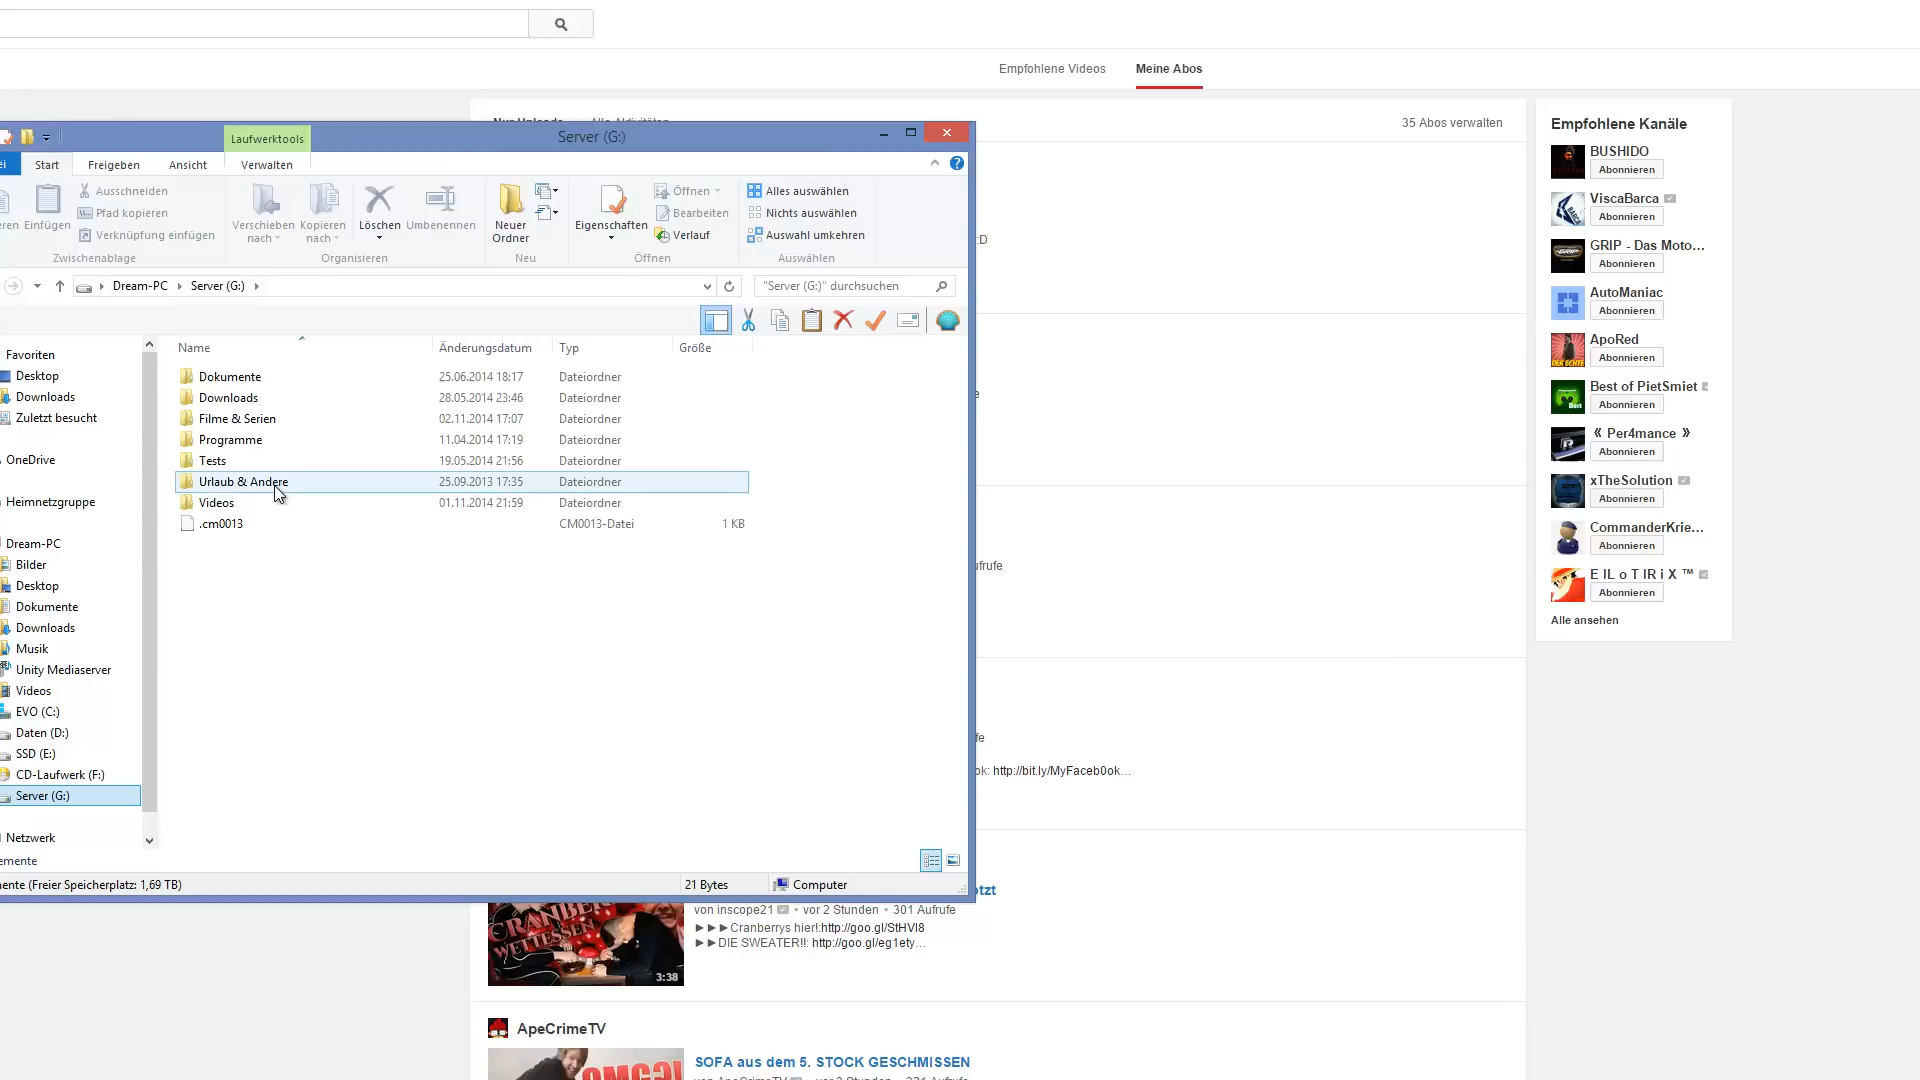 Empfohlene Videos
Meine Abos
35 Abos verwalten
Laufwerktools
Server (G:)
Start
Freigeben
Ansicht
Verwalten
Ausschneiden
Pfad kopieren
Verknüpfung einfügen
Einfügen
Zwischenablage
Verschieben nach
Kopieren nach
Löschen
Umbenennen
Organisieren
Neuer Ordner
Neu
Eigenschaften
Öffnen
Bearbeiten
Verlauf
Öffnen
Alles auswählen
Nichts auswählen
Auswahl umkehren
Auswählen
Dream-PC
Server (G:)
"Server (G:)" durchsuchen
Favoriten
Desktop
Downloads
Zuletzt besucht
OneDrive
Heimnetzgruppe
Dream-PC
Bilder
Desktop
Dokumente
Downloads
Musik
Unity Mediaserver
Videos
EVO (C:)
Daten (D:)
SSD (E:)
CD-Laufwerk (F:)
Server (G:)
Netzwerk
Name Änderungsdatum Typ Größe
Dokumente 25.06.2014 18:17 Dateiordner
Downloads 28.05.2014 23:46 Dateiordner
Filme & Serien 02.11.2014 17:07 Dateiordner
Programme 11.04.2014 17:19 Dateiordner
Tests 19.05.2014 21:56 Dateiordner
Urlaub & Andere 25.09.2013 17:35 Dateiordner
Videos 01.11.2014 21:59 Dateiordner
.cm0013 CM0013-Datei 1 KB
(Freier Speicherplatz: 1,69 TB) 21 Bytes Computer
:D
http://bit.ly/MyFaceb0ok...
von inscope21 • vor 2 Stunden • 301 Aufrufe
►►►Cranberrys hier!:http://goo.gl/StHVI8
►►DIE SWEATER!!: http://goo.gl/eg1ety...
WETTESSEN
3:38
ApeCrimeTV
SOFA aus dem 5. STOCK GESCHMISSEN
Empfohlene Kanäle
BUSHIDO
Abonnieren
ViscaBarca
Abonnieren
GRIP - Das Moto...
Abonnieren
AutoManiac
Abonnieren
ApoRed
Abonnieren
Best of PietSmiet
Abonnieren
⟪ Per4mance ⟫
Abonnieren
xTheSolution
Abonnieren
CommanderKrie...
Abonnieren
E IL o T IR i X ™
Abonnieren
Alle ansehen